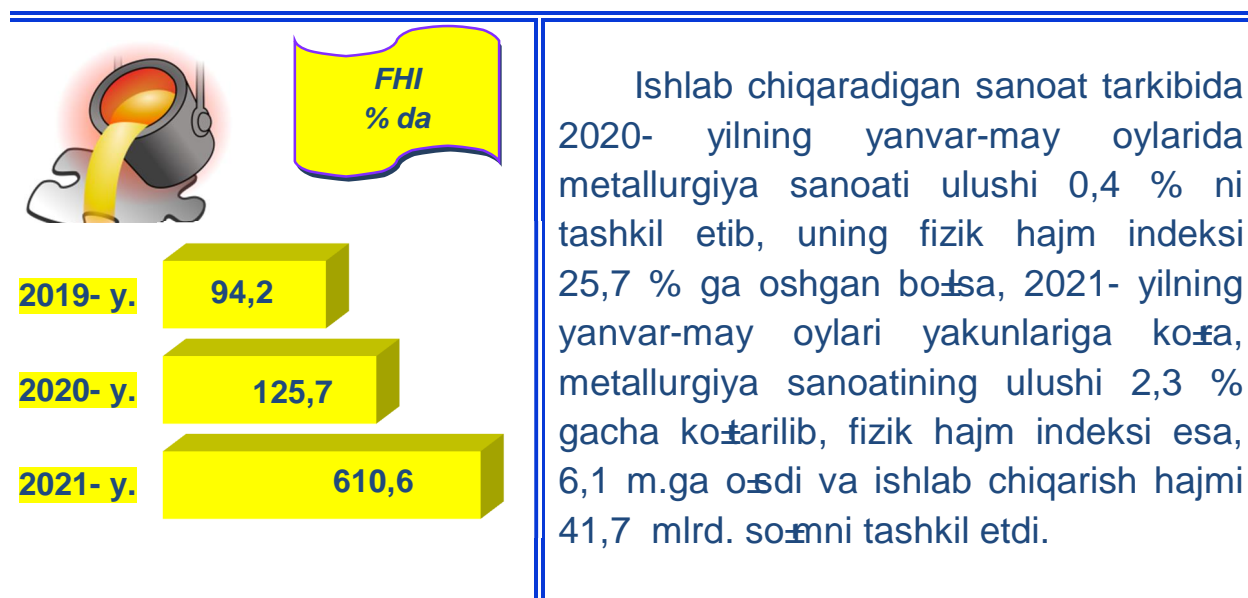 FHI
% da
2019- y.
94,2
2020- y.
125,7
2021- y.
610,6
Ishlab chiqaradigan sanoat tarkibida
2020- yilning yanvar-may oylarida
metallurgiya sanoati ulushi 0,4 % ni
tashkil etib, uning fizik hajm indeksi
25,7 % ga oshgan bo±lsa, 2021- yilning
yanvar-may oylari yakunlariga ko±ra,
metallurgiya sanoatining ulushi 2,3 %
gacha ko±tarilib, fizik hajm indeksi esa,
6,1 m.ga o±sdi va ishlab chiqarish hajmi
41,7 mlrd. so±mni tashkil etdi.